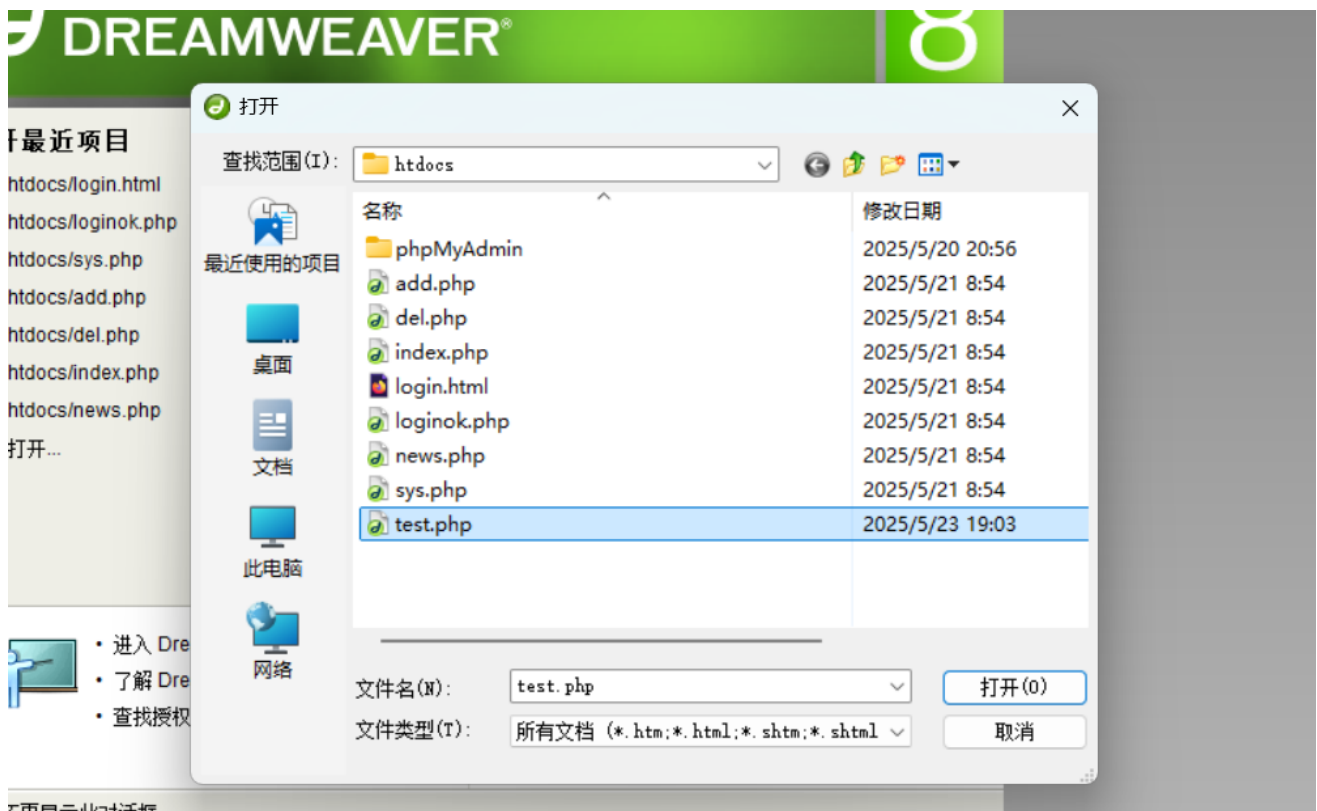 DREAMWEAVER®
8
打开
最近项目
查找范围(I):
htdocs
htdocs/login.html
htdocs/loginok.php
htdocs/sys.php
htdocs/add.php
htdocs/del.php
htdocs/index.php
htdocs/news.php
打开...
最近使用的项目
桌面
文档
此电脑
网络
名称 修改日期
phpMyAdmin 2025/5/20 20:56
add.php 2025/5/21 8:54
del.php 2025/5/21 8:54
index.php 2025/5/21 8:54
login.html 2025/5/21 8:54
loginok.php 2025/5/21 8:54
news.php 2025/5/21 8:54
sys.php 2025/5/21 8:54
test.php 2025/5/23 19:03
• 进入 Dre
• 了解 Dre
• 查找授权
文件名(N): test.php 打开(O)
文件类型(T): 所有文档 (*.htm;*.html;*.shtm;*.shtml 取消